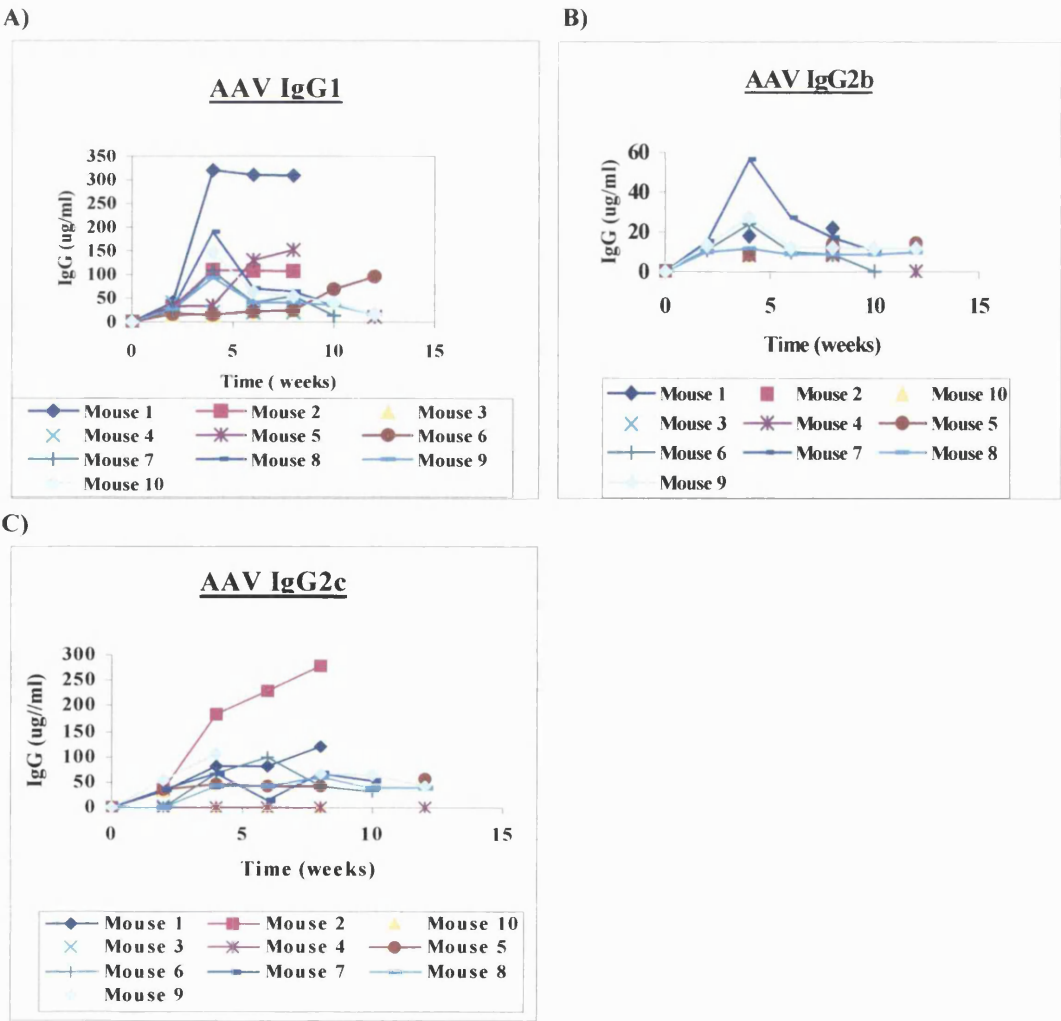 A)
AAV IgG1
IgG (ug/ml)
350
300
250
200
150
100
50
0
0 5 10 15
Time ( weeks)
Mouse 1 Mouse 2 Mouse 3
Mouse 4 Mouse 5 Mouse 6
Mouse 7 Mouse 8 Mouse 9
Mouse 10
B)
AAV IgG2b
IgG (ug/ml)
60
40
20
0
0 5 10 15
Time (weeks)
Mouse 1 Mouse 2 Mouse 10
Mouse 3 Mouse 4 Mouse 5
Mouse 6 Mouse 7 Mouse 8
Mouse 9
C)
AAV IgG2c
IgG (ug//ml)
300
250
200
150
100
50
0
0 5 10 15
Time (weeks)
Mouse 1 Mouse 2 Mouse 10
Mouse 3 Mouse 4 Mouse 5
Mouse 6 Mouse 7 Mouse 8
Mouse 9